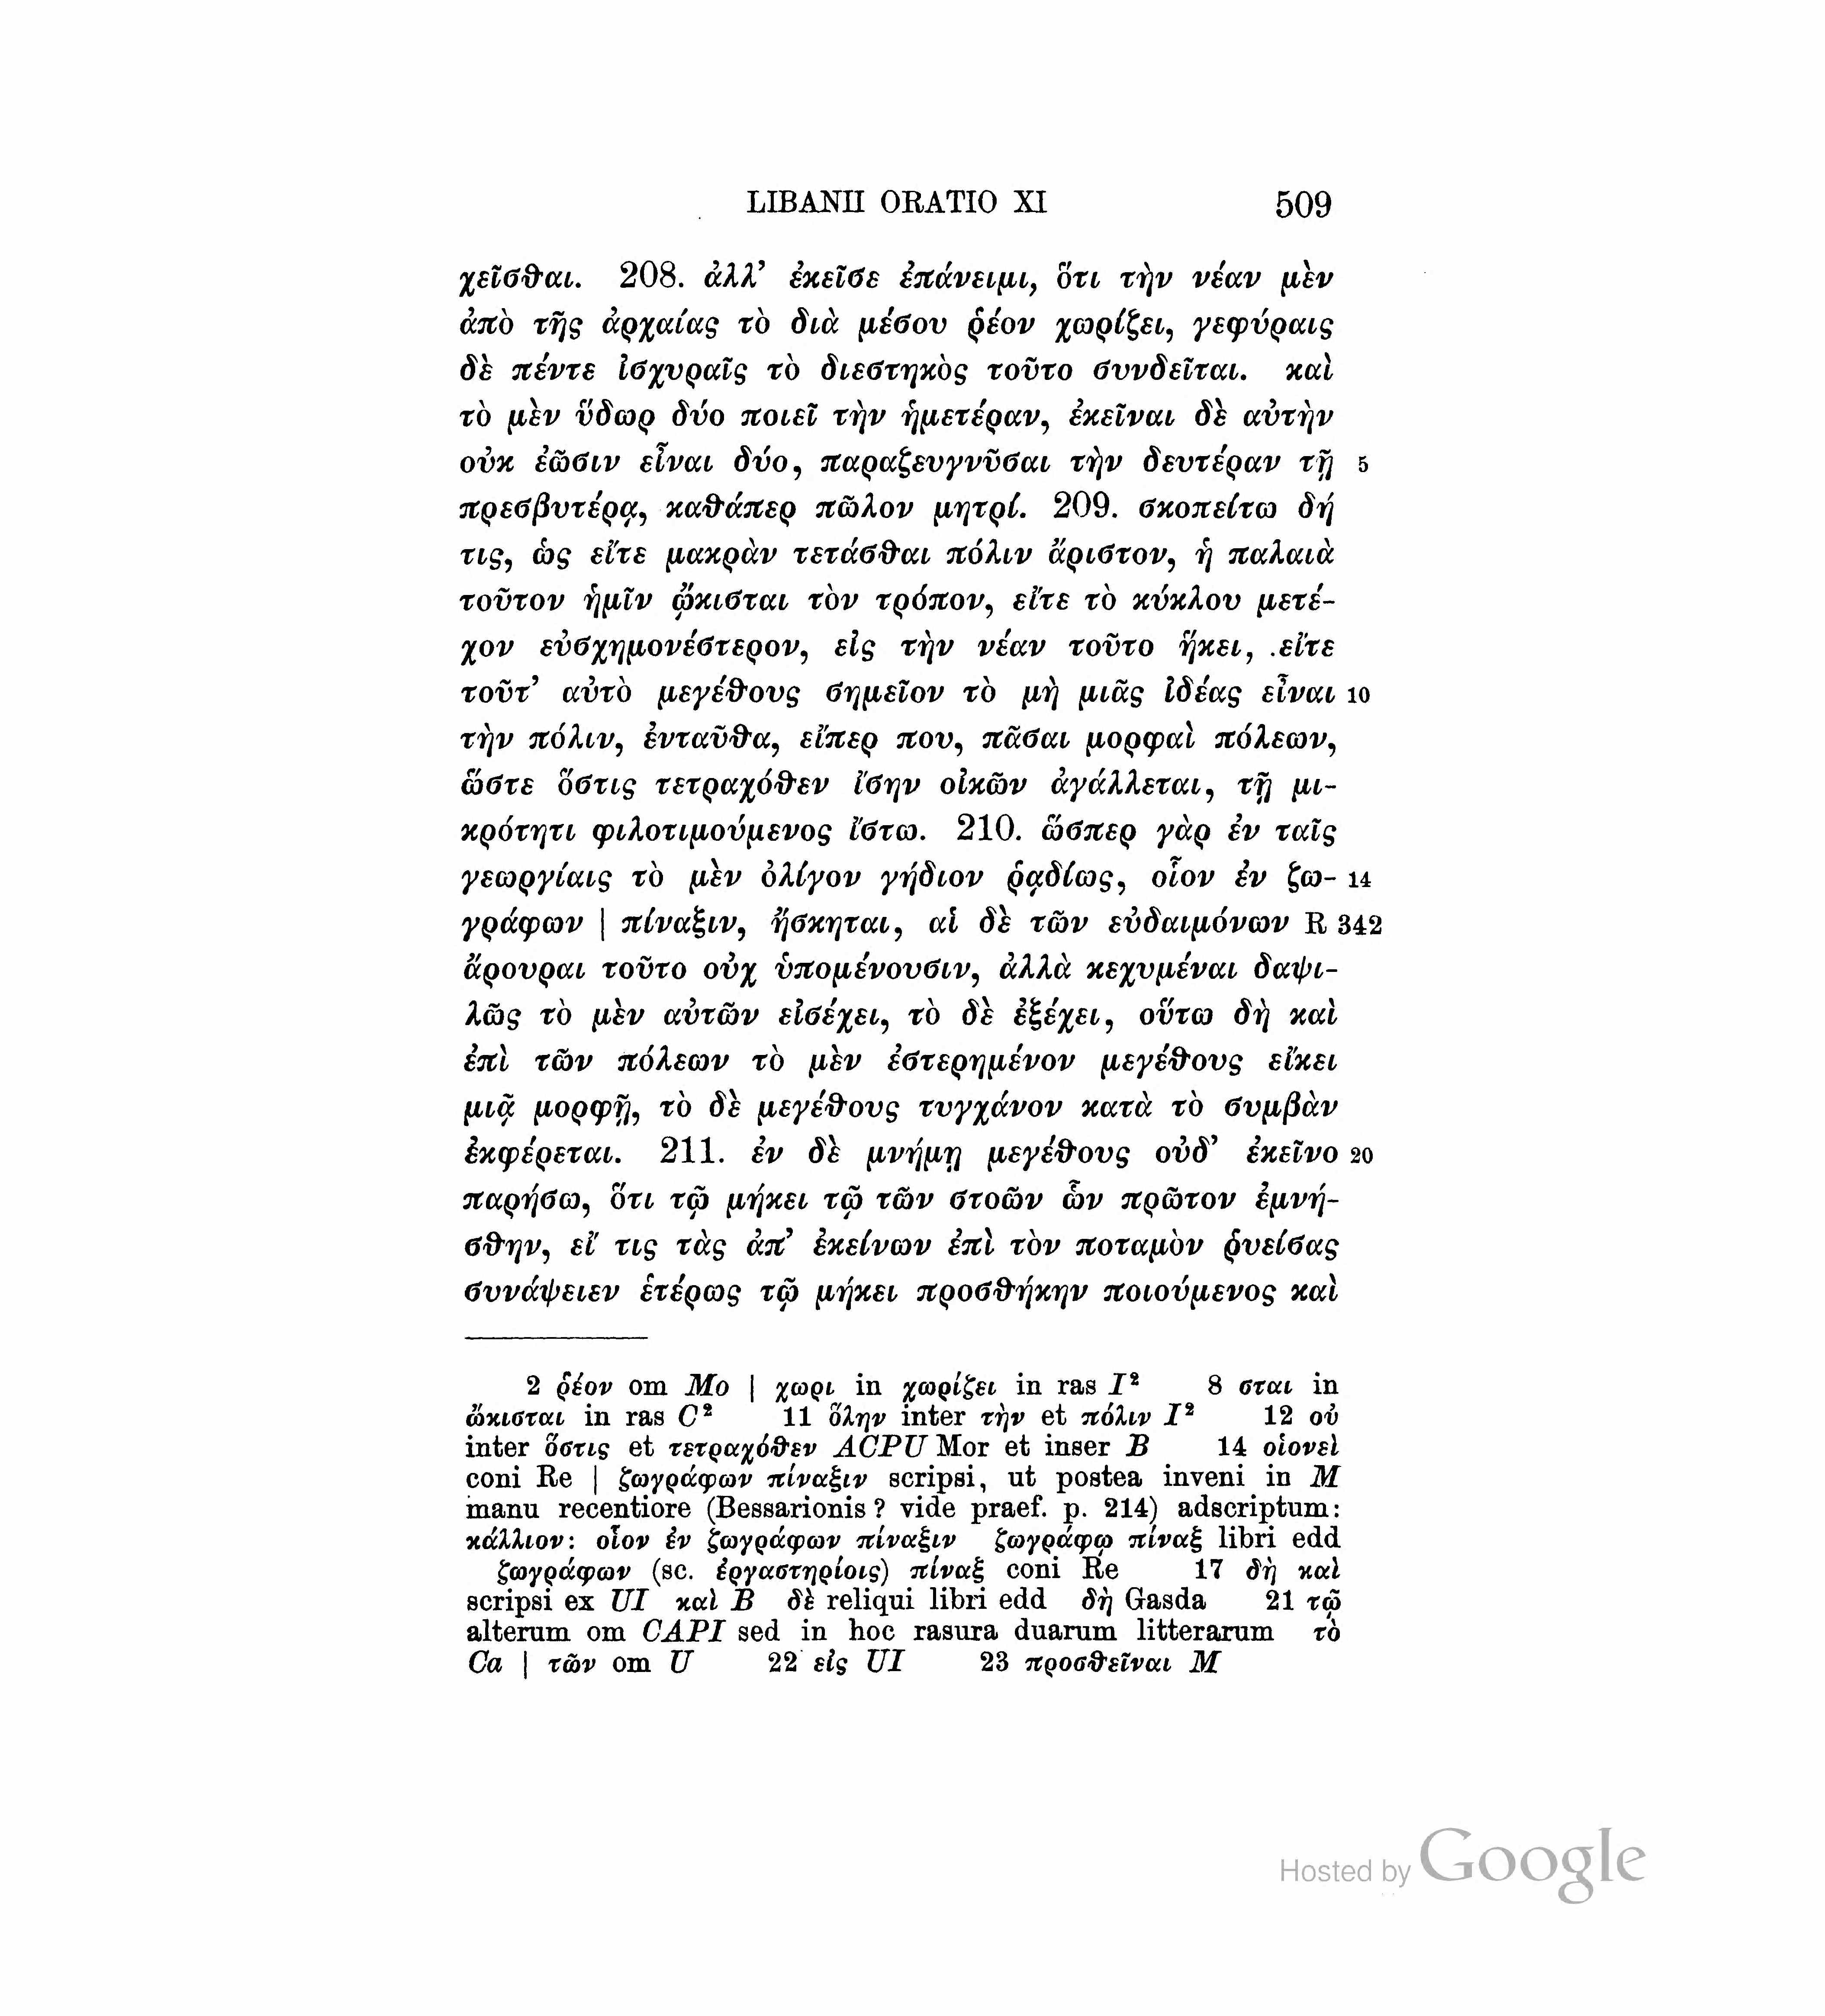 LIBANII ORATIO XI 509
χεῖσθαι. 208. ἀλλ’ ἐκεῖσε ἐπάνειμι, ὅτι τὴν νέαν μὲν
ἀπὸ τῆς ἀρχαίας τὸ διὰ μέσου ῥέον χωρίζει, γεφύραις
δὲ πέντε ἰσχυραῖς τὸ διεστηκὸς τοῦτο συνδεῖται. καὶ
τὸ μὲν ὕδωρ δύο ποιεῖ τὴν ἡμετέραν, ἐκεῖναι δὲ αὐτὴν
οὐκ ἐῶσιν εἶναι δύο, παραζευγνῦσαι τὴν δευτέραν τῇ 5
πρεσβυτέρᾳ, καθάπερ πῶλον μητρί. 209. σκοπείτω δή
τις, ὡς εἴτε μακρὰν τετάσθαι πόλιν ἄριστον, ἡ παλαιὰ
τοῦτον ἡμῖν ᾤκισται τὸν τρόπον, εἴτε τὸ κύκλου μετέ-
χον εὐσχημονέστερον, εἰς τὴν νέαν τοῦτο ἥκει, εἴτε
τοῦτ’ αὐτὸ μεγέθους σημεῖον τὸ μὴ μιᾶς ἰδέας εἶναι 10
τὴν πόλιν, ἐνταῦθα, εἴπερ που, πᾶσαι μορφαὶ πόλεων,
ὥστε ὅστις τετραχόθεν ἴσην οἰκῶν ἀγάλλεται, τῇ μι-
κρότητι φιλοτιμούμενος ἴστω. 210. ὥσπερ γὰρ ἐν ταῖς
γεωργίαις τὸ μὲν ὀλίγον γήδιον ῥᾳδίως, οἷον ἐν ζω- 14
γράφων | πίναξιν, ἤσκηται, αἱ δὲ τῶν εὐδαιμόνων R 342
ἄρουραι τοῦτο οὐχ ὑπομένουσιν, ἀλλὰ κεχυμέναι δαψι-
λῶς τὸ μὲν αὐτῶν εἰσέχει, τὸ δὲ ἐξέχει, οὕτω δὴ καὶ
ἐπὶ τῶν πόλεων τὸ μὲν ἐστερημένον μεγέθους εἴκει
μιᾷ μορφῇ, τὸ δὲ μεγέθους τυγχάνον κατὰ τὸ συμβὰν
ἐκφέρεται. 211. ἐν δὲ μνήμῃ μεγέθους οὐδ’ ἐκεῖνο 20
παρήσω, ὅτι τῷ μήκει τῷ τῶν στοῶν ὧν πρῶτον ἐμνή-
σθην, εἴ τις τὰς ἀπ’ ἐκείνων ἐπὶ τὸν ποταμὸν ῥυείσας
συνάψειεν ἑτέρως τῷ μήκει προσθήκην ποιούμενος καὶ
2 ῥέον om Mo | χωρι in χωρίζει in ras I² 8 σται in
ᾤκισται in ras C² 11 ὅλην inter τὴν et πόλιν I² 12 οὐ
inter ὅστις et τετραχόθεν ACPU Mor et inser B 14 οἱονεὶ
coni Re | ζωγράφων πίναξιν scripsi, ut postea inveni in M
manu recentiore (Bessarionis? vide praef. p. 214) adscriptum:
κάλλιον: οἷον ἐν ζωγράφων πίναξιν ζωγράφῳ πίναξ libri edd
ζωγράφων (sc. ἐργαστηρίοις) πίναξ coni Re 17 δὴ καὶ
scripsi ex UI καὶ B δὲ reliqui libri edd δὴ Gasda 21 τῷ
alterum om CAPI sed in hoc rasura duarum litterarum τὸ
Ca | τῶν om U 22 εἰς UI 23 προσθεῖναι M
Hosted by Google